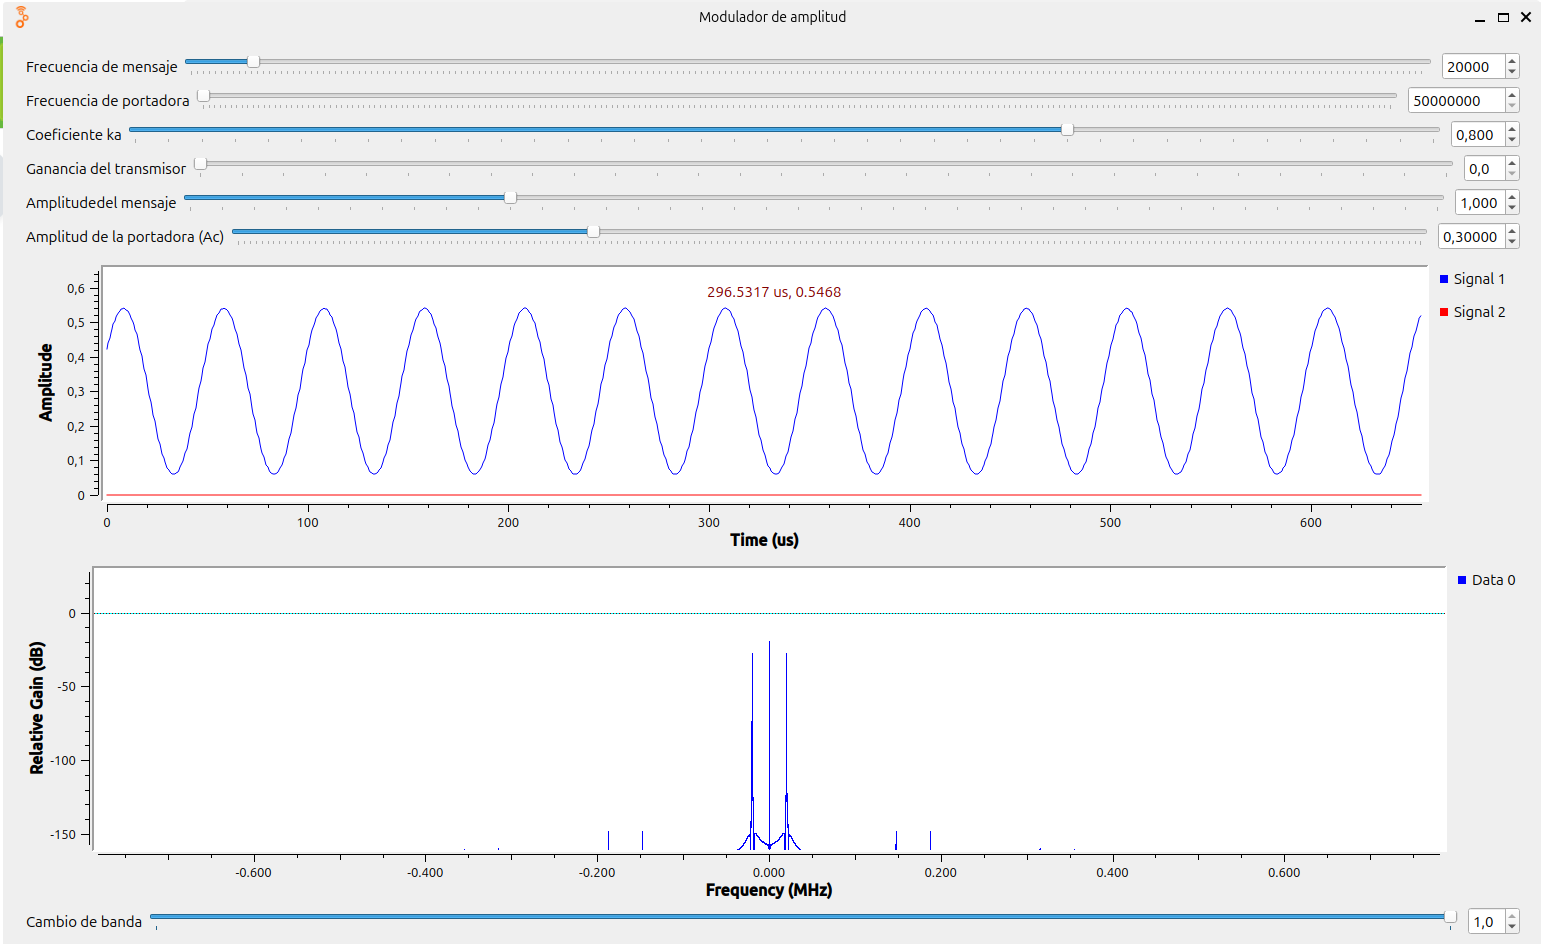 Modulador de amplitud
Frecuencia de mensaje 20000
Frecuencia de portadora 50000000
Coeficiente ka 0,800
Ganancia del transmisor 0,0
Amplitudedel mensaje 1,000
Amplitud de la portadora (Ac) 0,30000
296.5317 us, 0.5468
Signal 1
Signal 2
Amplitude
0,6
0,5
0,4
0,3
0,2
0,1
0
0 100 200 300 400 500 600
Time (us)
Data 0
Relative Gain (dB)
0
-50
-100
-150
-0.600 -0.400 -0.200 0.000 0.200 0.400 0.600
Frequency (MHz)
Cambio de banda 1,0